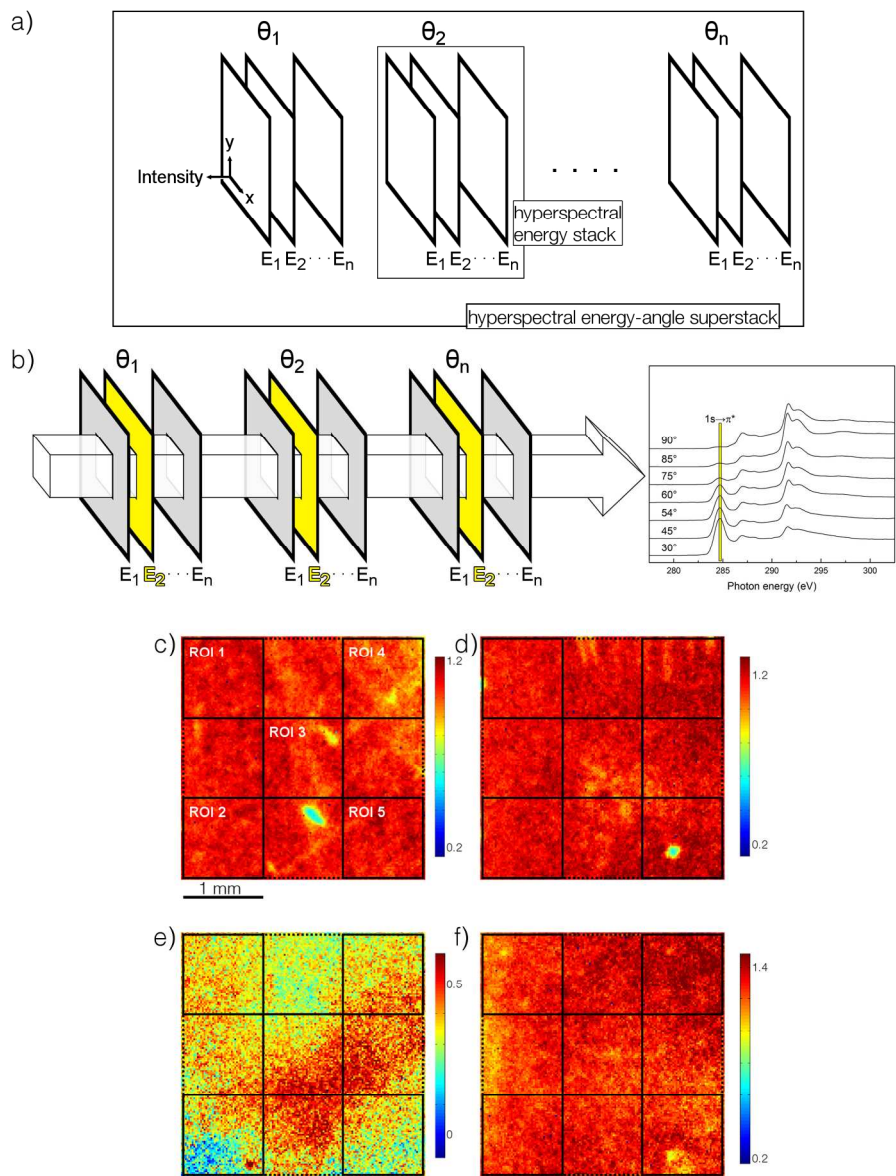 a)
θ1 θ2 θn
y
Intensity
x
. . . .
hyperspectral
energy stack
E1 E2 ··· En E1 E2 ··· En E1 E2 ··· En
hyperspectral energy-angle superstack
b)
θ1 θ2 θn
E1 E2 ··· En E1 E2 ··· En E1 E2 ··· En
1s→π*
90°
85°
75°
60°
54°
45°
30°
280 285 290 295 300
Photon energy (eV)
c) d)
ROI 1 ROI 4 1.2 1.2
ROI 3
ROI 2 ROI 5
0.2 0.2
1 mm
e) f)
0.5 1.4
0 0.2